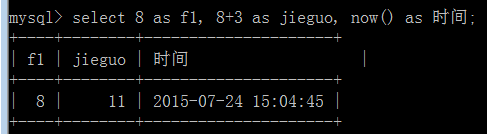 mysql> select 8 as f1, 8+3 as jieguo, now() as 时间;
+----+--------+---------------------+
| f1 | jieguo | 时间                |
+----+--------+---------------------+
|  8 |     11 | 2015-07-24 15:04:45 |
+----+--------+---------------------+